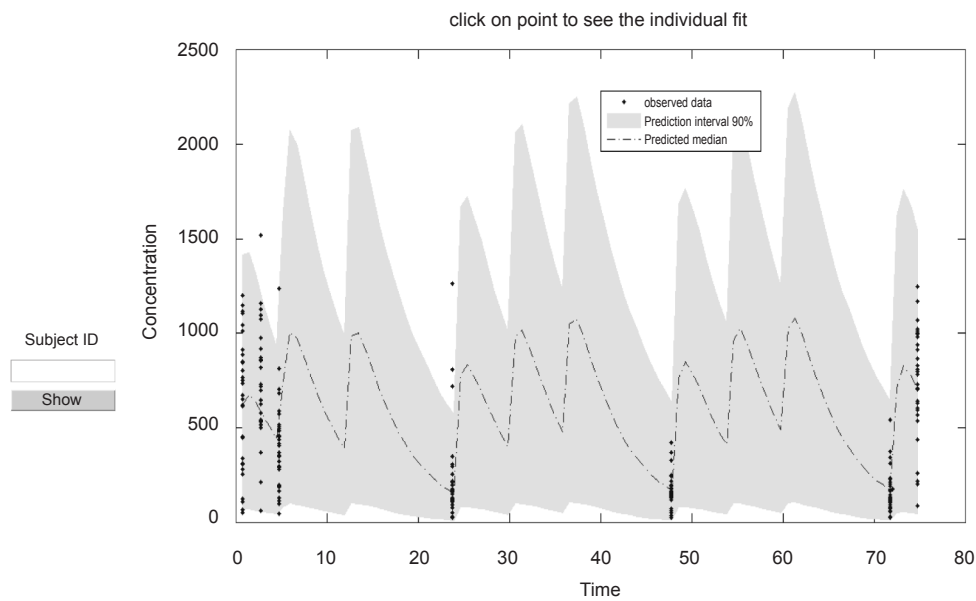 click on point to see the individual fit
2500
2000
1500
1000
500
0
Concentration
observed data
Prediction interval 90%
Predicted median
Subject ID
Show
0 10 20 30 40 50 60 70 80
Time